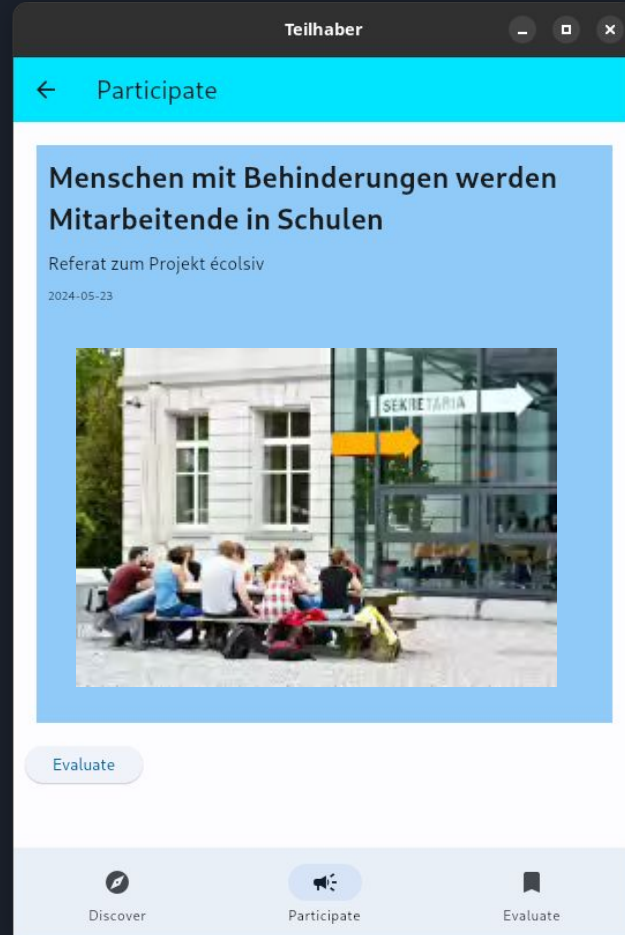 Teilhaber
Participate
Menschen mit Behinderungen werden
Mitarbeitende in Schulen
Referat zum Projekt écolsiv
2024-05-23
SEKRETARIA
Evaluate
Discover
Participate
Evaluate